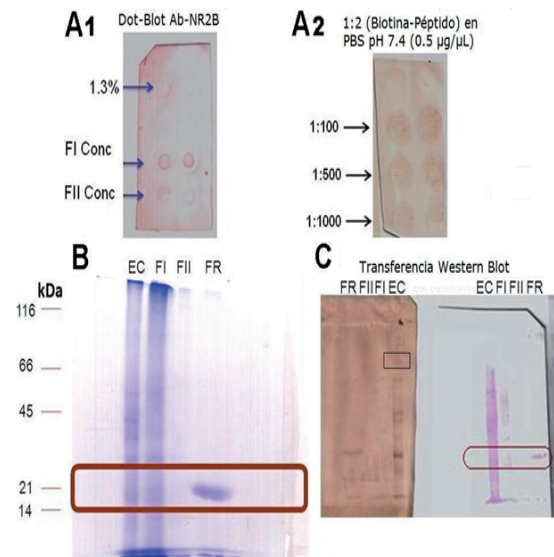 A1
Dot-Blot Ab-NR2B
1.3%
FI Conc
FII Conc
A2
1:2 (Biotina-Péptido) en
PBS pH 7.4 (0.5 µg/µL)
1:100
1:500
1:1000
B
EC FI FII FR
kDa
116
66
45
21
14
C
Transferencia Western Blot
FR FII FI EC
EC FI FII FR